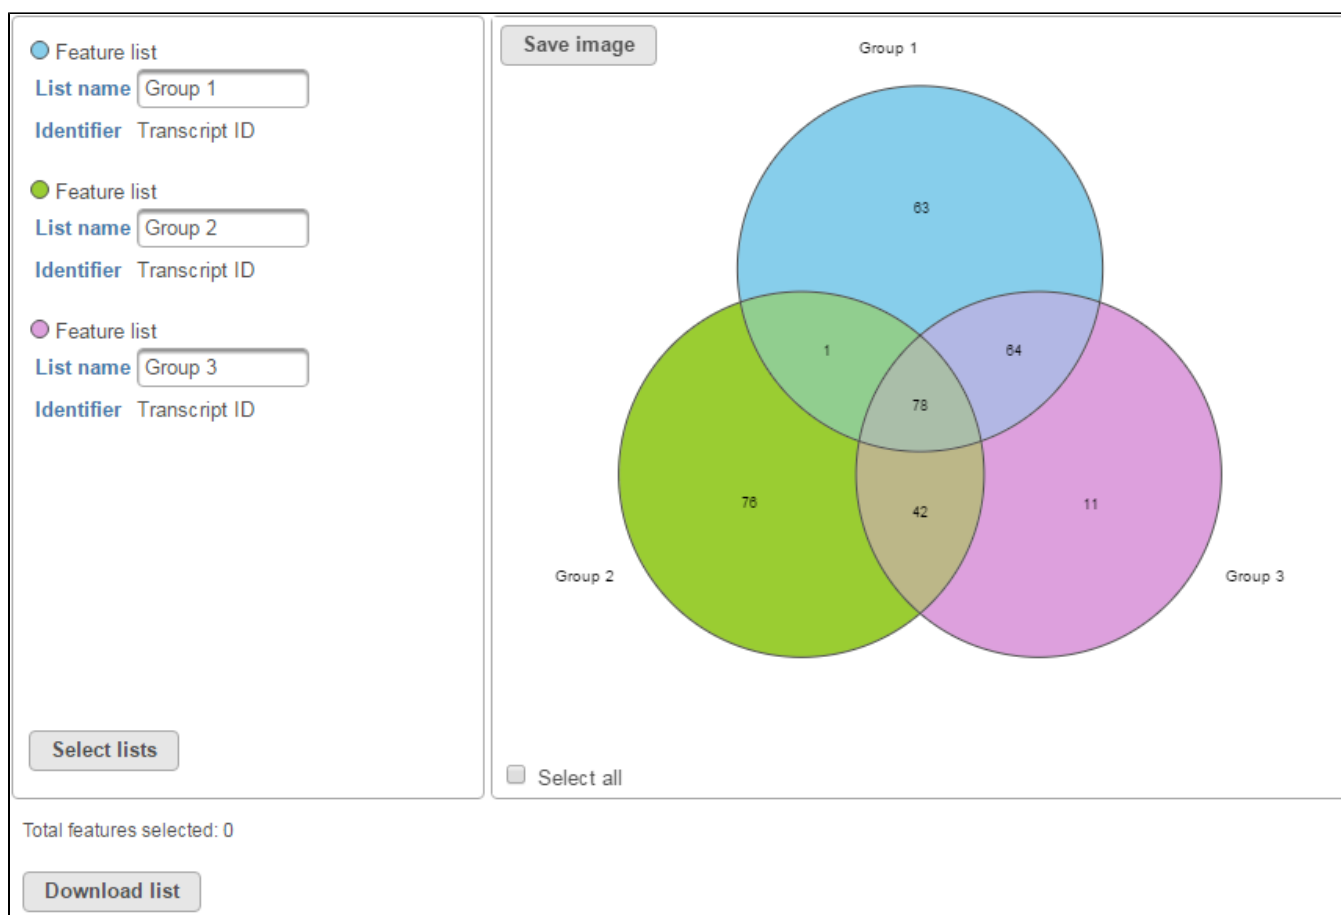 Feature list
List name Group 1
Identifier Transcript ID
Feature list
List name Group 2
Identifier Transcript ID
Feature list
List name Group 3
Identifier Transcript ID
Select lists
Save image
Group 1
63
1
64
78
76
42
11
Group 2
Group 3
Select all
Total features selected: 0
Download list